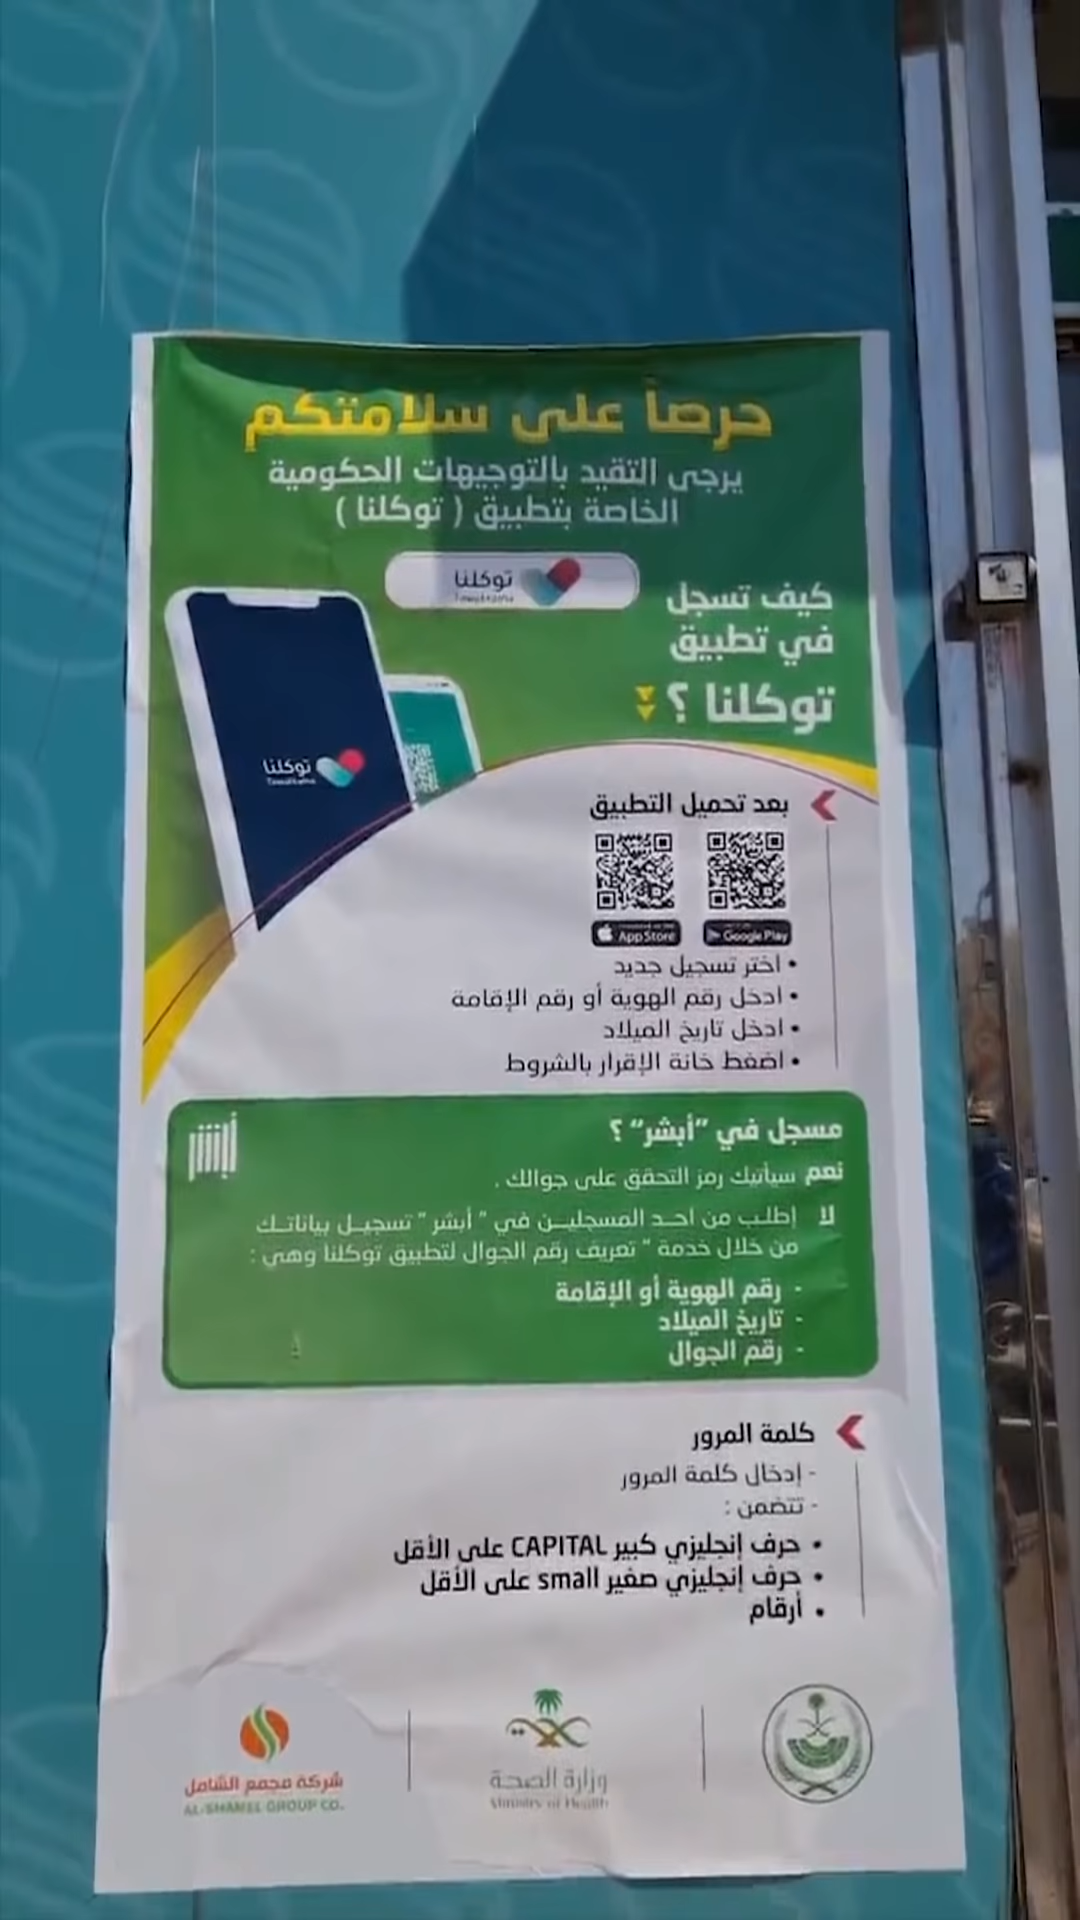 حرصاً على سلامتكم
يرجى التقيد بالتوجيهات الحكومية
الخاصة بتطبيق ( توكلنا )
توكلنا
Tawakkalna
كيف تسجل
في تطبيق
توكلنا ؟
توكلنا
Tawakkalna
بعد تحميل التطبيق
App Store
Google Play
• اختر تسجيل جديد
• ادخل رقم الهوية أو رقم الإقامة
• ادخل تاريخ الميلاد
• اضغط خانة الإقرار بالشروط
أبشر
مسجل في "أبشر" ؟
نعم سيأتيك رمز التحقق على جوالك .
لا إطلب من احد المسجلين في " أبشر " تسجيل بياناتك
من خلال خدمة " تعريف رقم الجوال لتطبيق توكلنا وهي :
- رقم الهوية أو الإقامة
- تاريخ الميلاد
- رقم الجوال
كلمة المرور
- إدخال كلمة المرور
- تتضمن :
• حرف إنجليزي كبير CAPITAL على الأقل
• حرف إنجليزي صغير small على الأقل
• أرقام
وزارة الصحة
Ministry of Health
شركة مجمع الشامل
AL-SHAMEL GROUP CO.